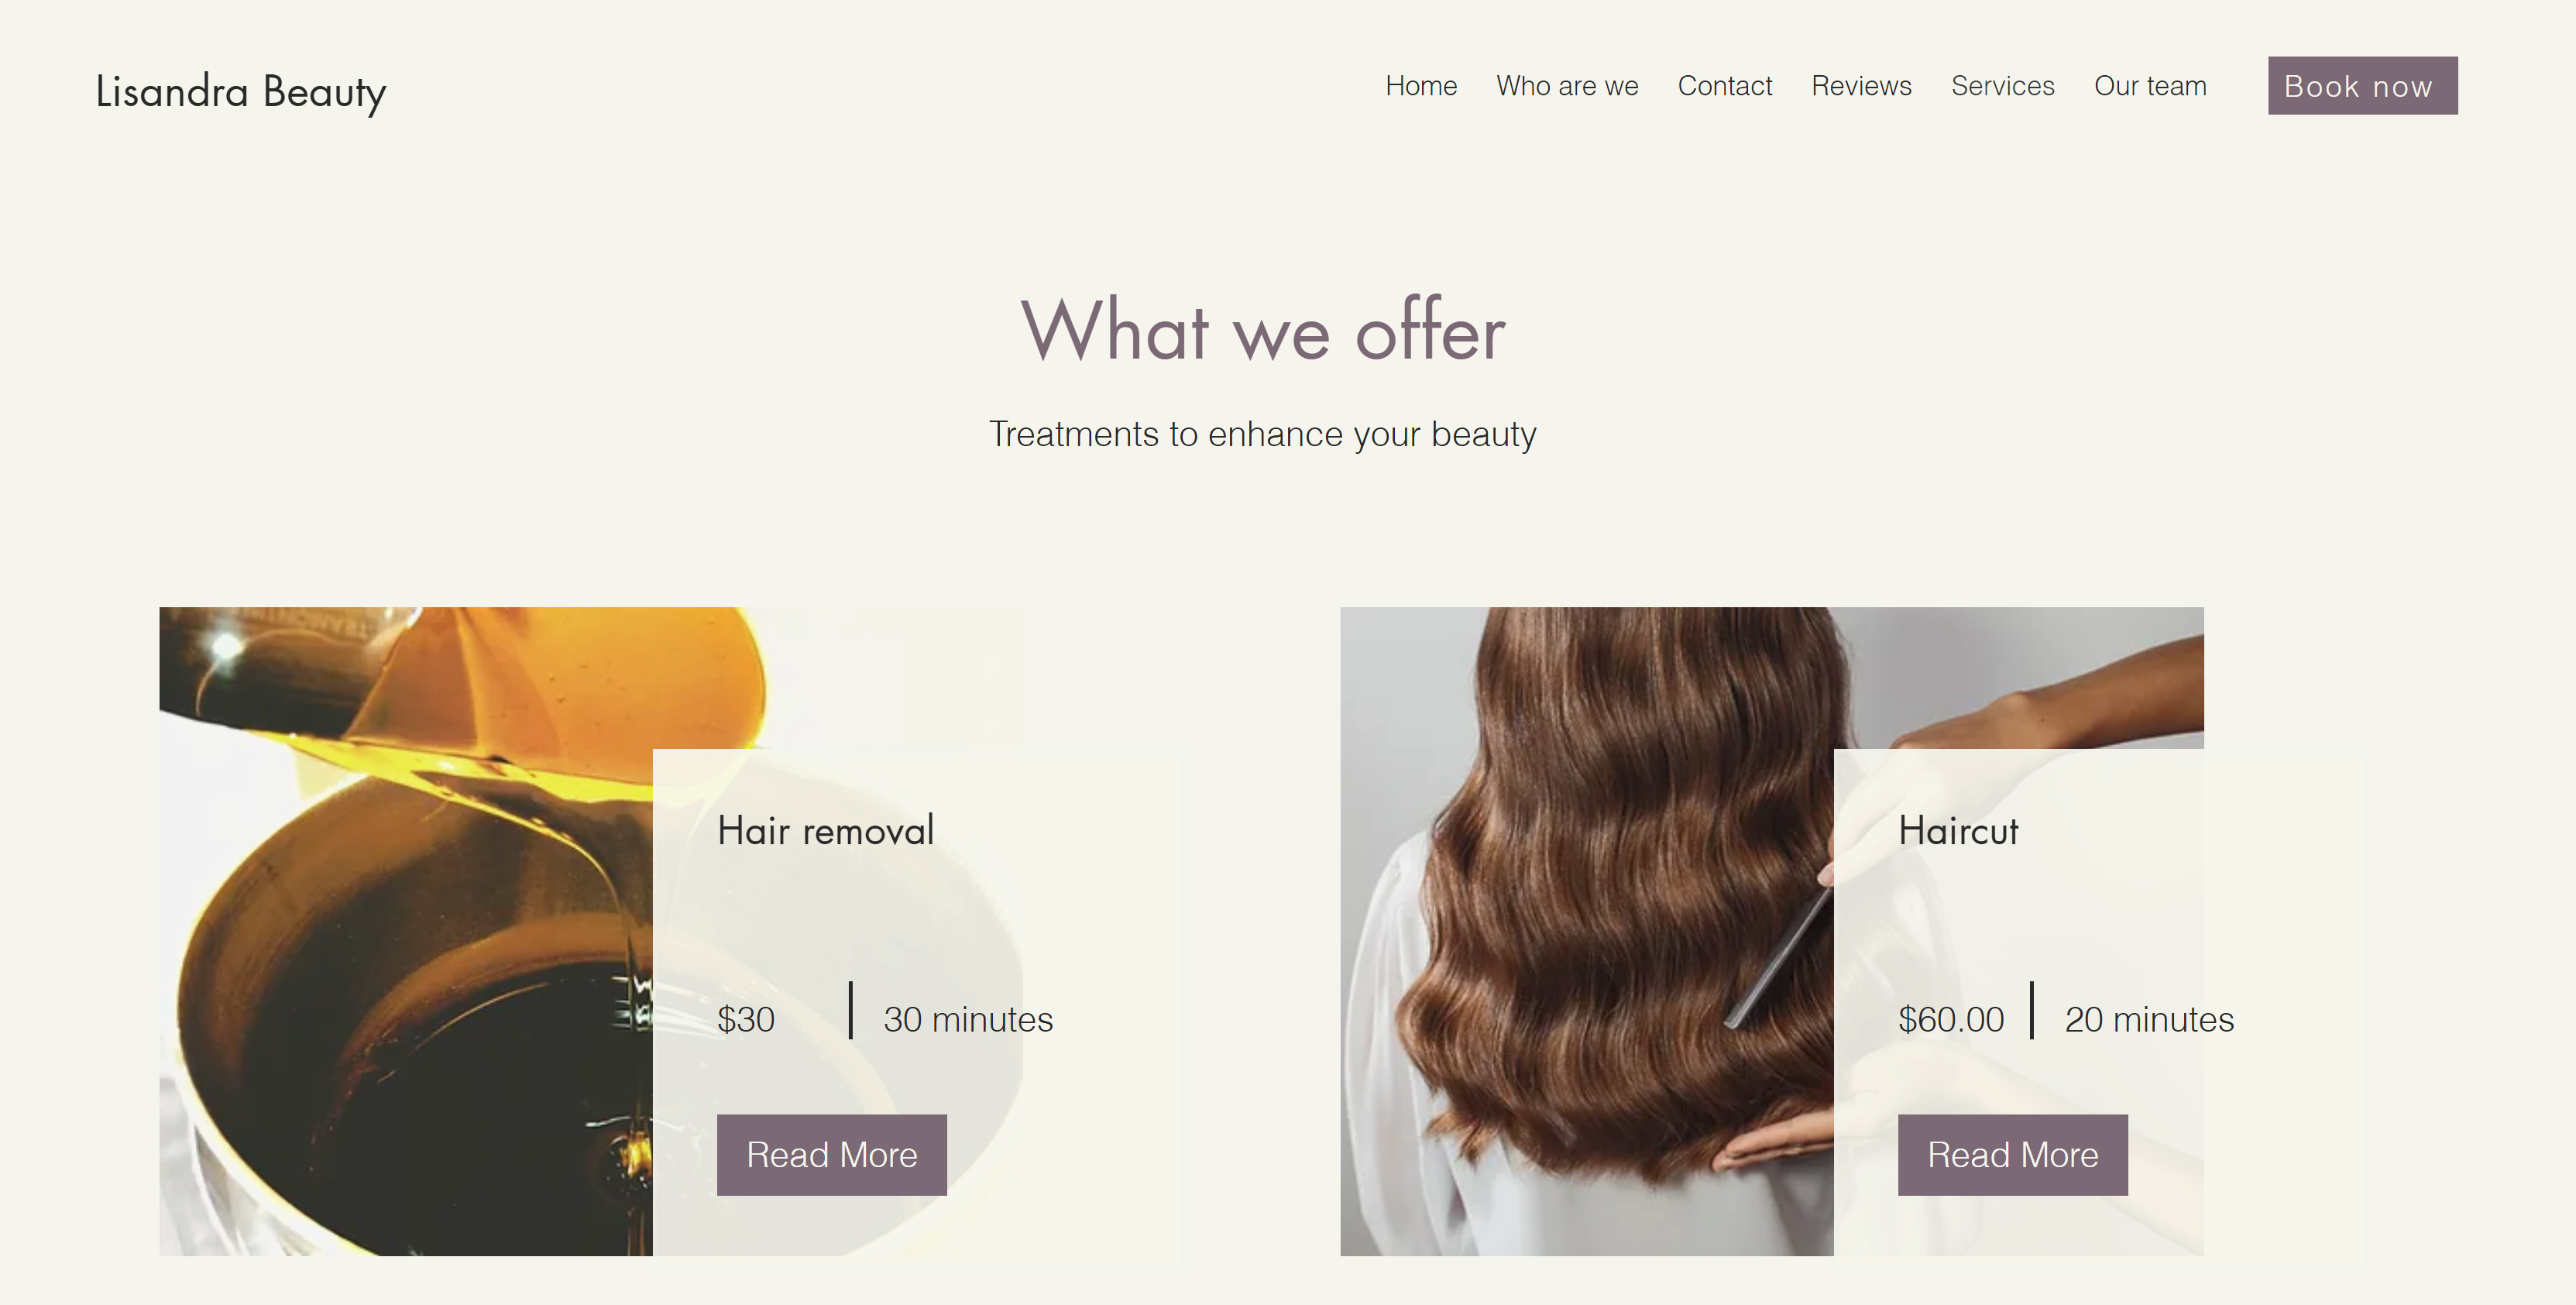 Lisandra Beauty
Home Who are we Contact Reviews Services Our team Book now
What we offer
Treatments to enhance your beauty
Hair removal
$30 30 minutes
Read More
Haircut
$60.00 20 minutes
Read More